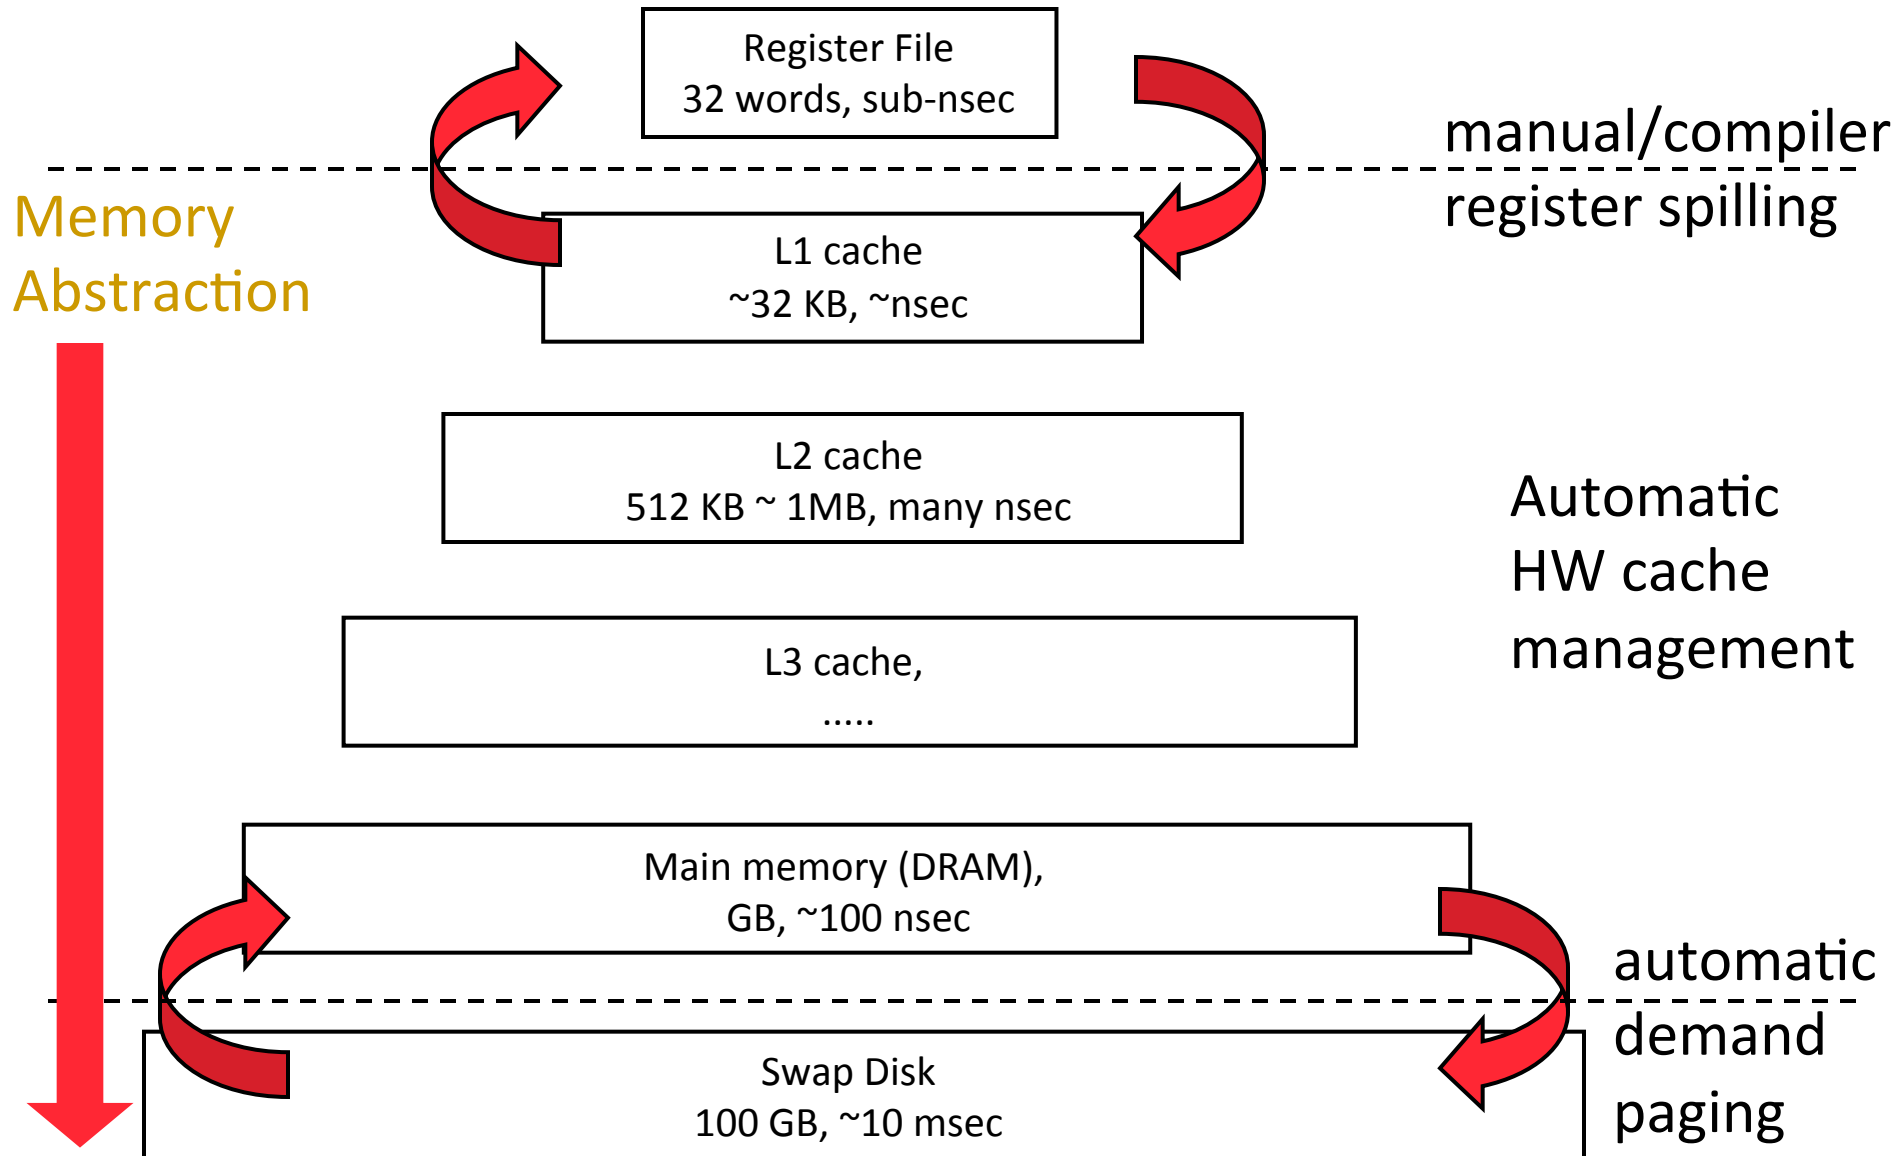 Register File
32 words, sub-nsec
manual/compiler
register spilling
Memory
Abstraction
L1 cache
~32 KB, ~nsec
L2 cache
512 KB ~ 1MB, many nsec
Automatic
HW cache
management
L3 cache,
.....
Main memory (DRAM),
GB, ~100 nsec
automatic
demand
paging
Swap Disk
100 GB, ~10 msec